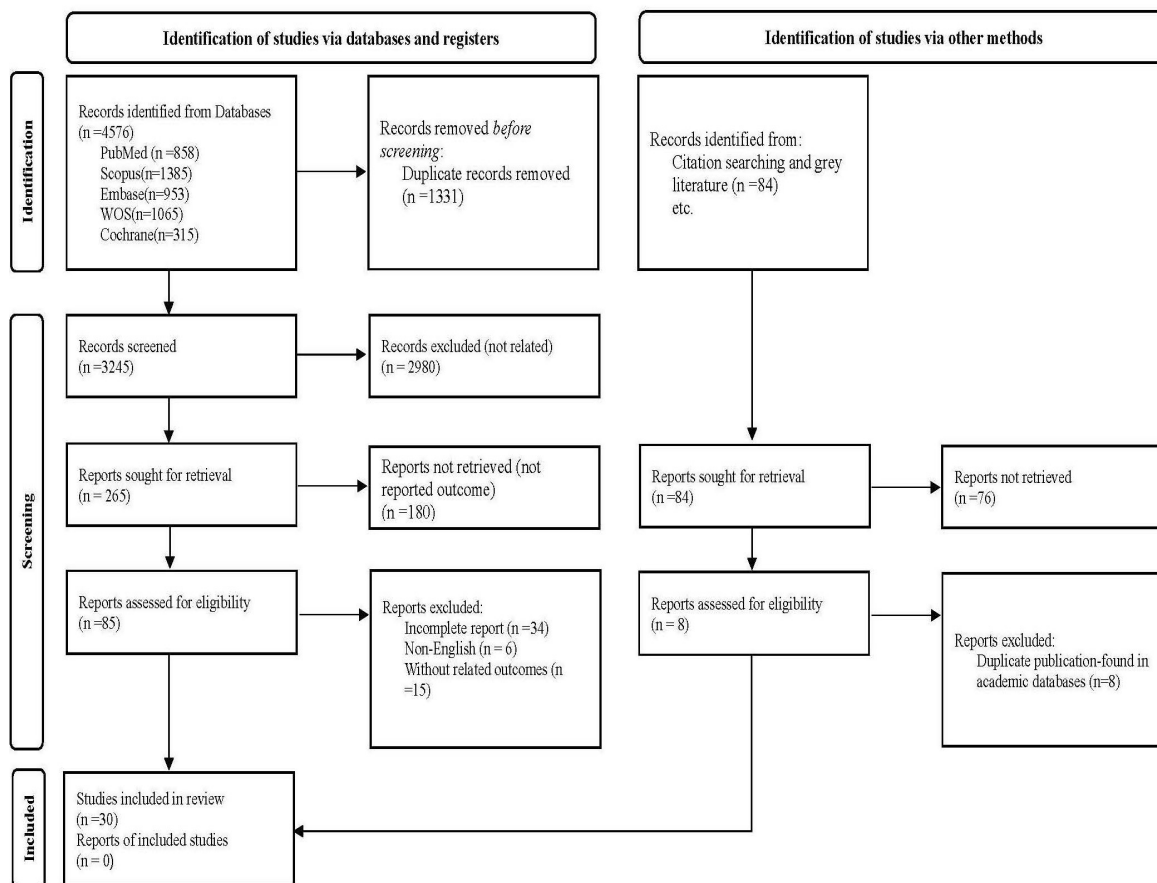 Identification of studies via databases and registers
Identification of studies via other methods
Identification
Records identified from Databases
(n =4576)
PubMed (n =858)
Scopus(n=1385)
Embase(n=953)
WOS(n=1065)
Cochrane(n=315)
Records removed before
screening:
Duplicate records removed
(n =1331)
Records identified from:
Citation searching and grey
literature (n =84)
etc.
Screening
Records screened
(n =3245)
Records excluded (not related)
(n = 2980)
Reports sought for retrieval
(n = 265)
Reports not retrieved (not
reported outcome)
(n =180)
Reports sought for retrieval
(n =84)
Reports not retrieved
(n =76)
Reports assessed for eligibility
(n =85)
Reports excluded:
Incomplete report (n =34)
Non-English (n = 6)
Without related outcomes (n
=15)
Reports assessed for eligibility
(n = 8)
Reports excluded:
Duplicate publication-found in
academic databases (n=8)
Included
Studies included in review
(n =30)
Reports of included studies
(n = 0)